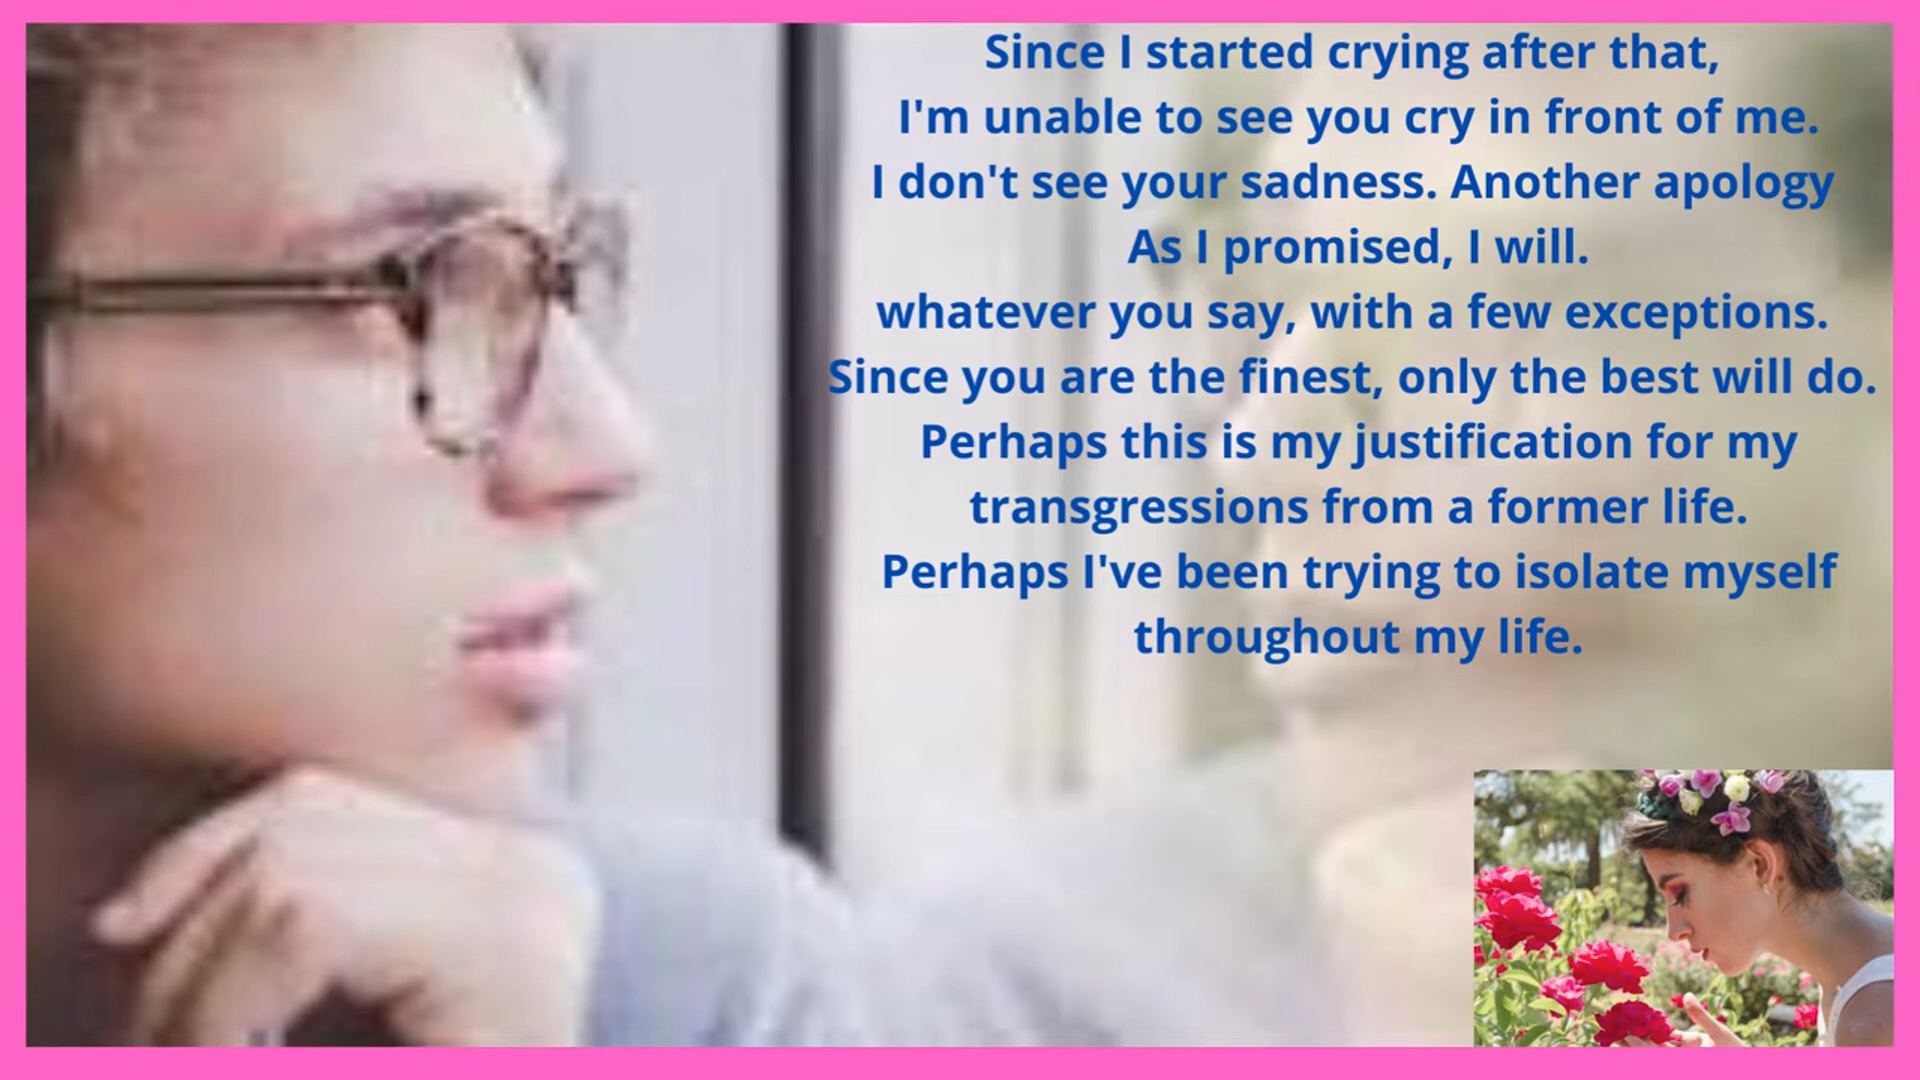 Since I started crying after that,
I'm unable to see you cry in front of me.
I don't see your sadness. Another apology
As I promised, I will.
whatever you say, with a few exceptions.
Since you are the finest, only the best will do.
Perhaps this is my justification for my
transgressions from a former life.
Perhaps I've been trying to isolate myself
throughout my life.